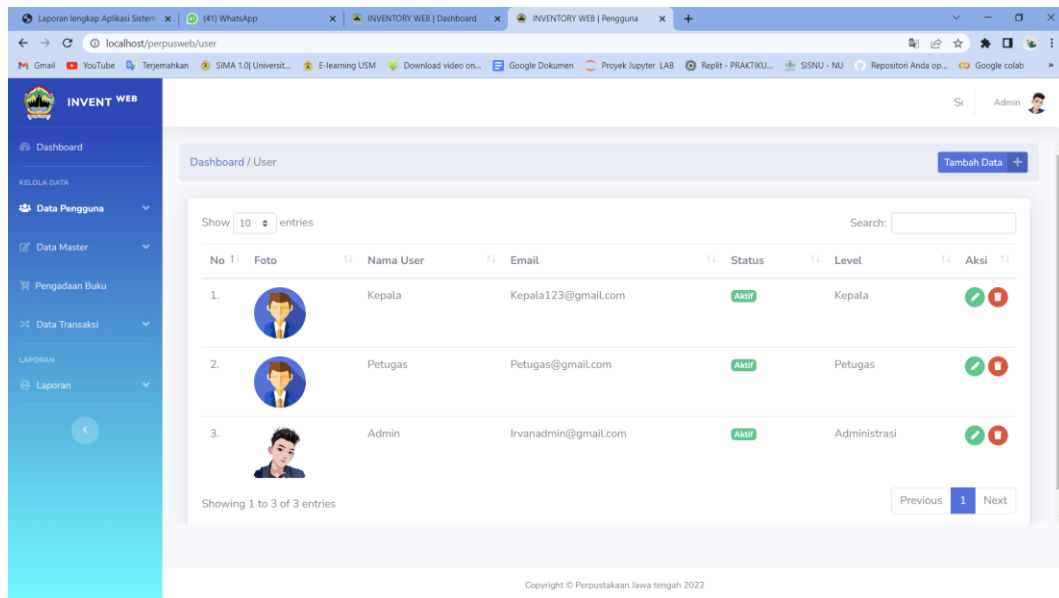 Laporan lengkap Aplikasi Sistem
(41) WhatsApp
INVENTORY WEB | Dashboard
INVENTORY WEB | Pengguna
localhost/perpusweb/user
Gmail YouTube Terjemahkan SIMA 1.0| Universit... E-learning USM Download video on... Google Dokumen Proyek Jupyter LAB Replit - PRAKTIKU... SISNU - NU Repositori Anda op... Google colab »
INVENT WEB
Se Admin
Dashboard
KELOLA DATA
Data Pengguna
Data Master
Pengadaan Buku
Data Transaksi
LAPORAN
Laporan
Dashboard / User
Tambah Data +
Show 10 entries
Search:
No Foto Nama User Email Status Level Aksi
1. Kepala Kepala123@gmail.com Aktif Kepala
2. Petugas Petugas@gmail.com Aktif Petugas
3. Admin Irvanadmin@gmail.com Aktif Administrasi
Showing 1 to 3 of 3 entries
Previous 1 Next
Copyright © Perpustakaan Jawa tengah 2022